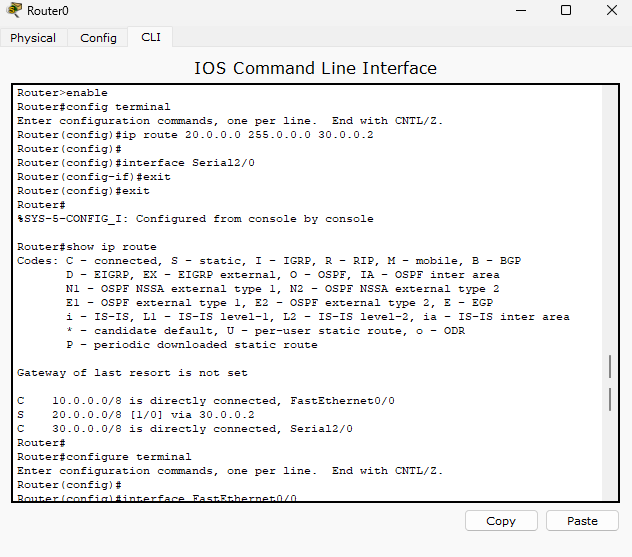 Router0
Physical Config CLI
IOS Command Line Interface
Router>enable
Router#config terminal
Enter configuration commands, one per line.  End with CNTL/Z.
Router(config)#ip route 20.0.0.0 255.0.0.0 30.0.0.2
Router(config)#
Router(config)#interface Serial2/0
Router(config-if)#exit
Router(config)#exit
Router#
%SYS-5-CONFIG_I: Configured from console by console
Router#show ip route
Codes: C - connected, S - static, I - IGRP, R - RIP, M - mobile, B - BGP
       D - EIGRP, EX - EIGRP external, O - OSPF, IA - OSPF inter area
       N1 - OSPF NSSA external type 1, N2 - OSPF NSSA external type 2
       E1 - OSPF external type 1, E2 - OSPF external type 2, E - EGP
       i - IS-IS, L1 - IS-IS level-1, L2 - IS-IS level-2, ia - IS-IS inter area
       * - candidate default, U - per-user static route, o - ODR
       P - periodic downloaded static route
Gateway of last resort is not set
C    10.0.0.0/8 is directly connected, FastEthernet0/0
S    20.0.0.0/8 [1/0] via 30.0.0.2
C    30.0.0.0/8 is directly connected, Serial2/0
Router#
Router#configure terminal
Enter configuration commands, one per line.  End with CNTL/Z.
Router(config)#
Router(config)#interface FastEthernet0/0
Copy Paste